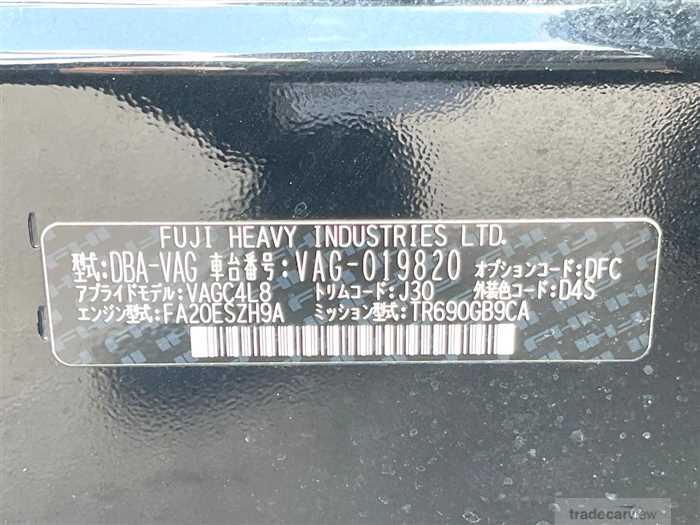 FUJI HEAVY INDUSTRIES LTD.
型式:DBA-VAG 車台番号:VAG-019820 オプションコード:DFC
アプライドモデル:VAGC4L8 トリムコード:J30 外装色コード:D4S
エンジン型式:FA20ESZH9A ミッション型式:TR690GB9CA
tradecarview